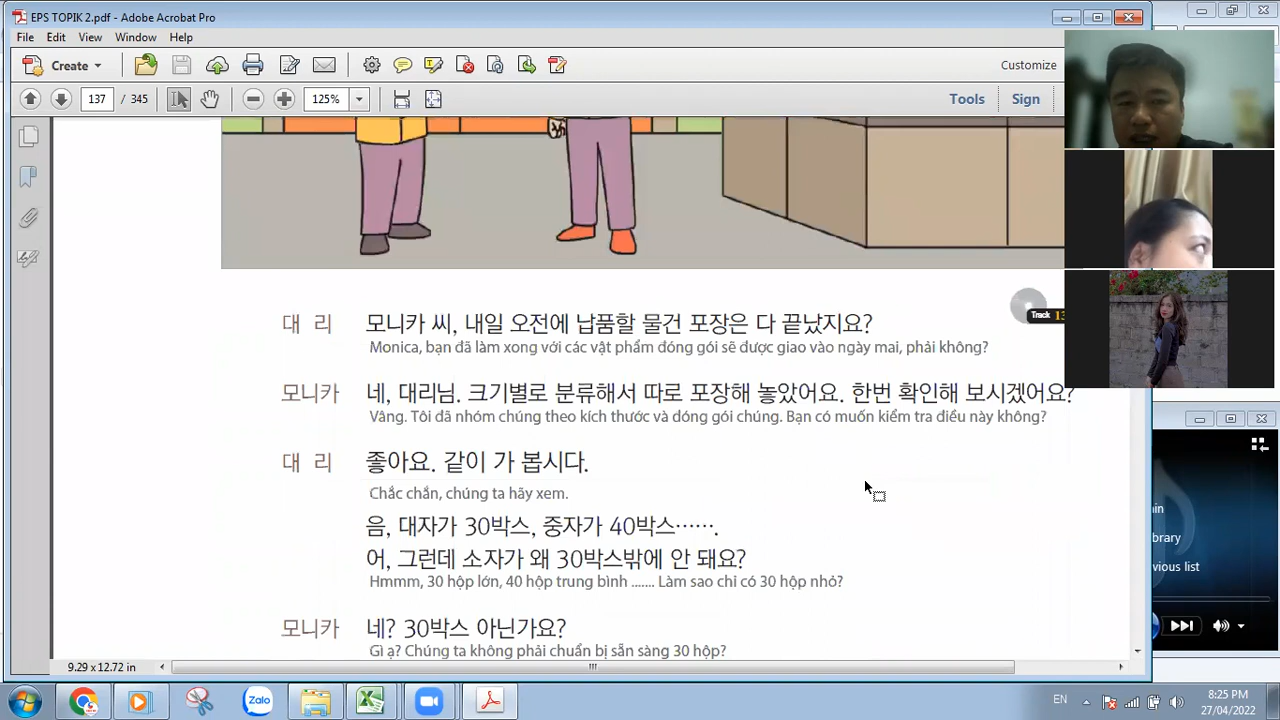 EPS TOPIK 2.pdf - Adobe Acrobat Pro
File Edit View Window Help
Create
Customize
137 / 345
125%
Tools Sign
대 리 모니카 씨, 내일 오전에 납품할 물건 포장은 다 끝났지요?
Track 13
Monica, bạn đã làm xong với các vật phẩm đóng gói sẽ được giao vào ngày mai, phải không?
모니카 네, 대리님. 크기별로 분류해서 따로 포장해 놓았어요. 한번 확인해 보시겠어요?
Vâng. Tôi đã nhóm chúng theo kích thước và đóng gói chúng. Bạn có muốn kiểm tra điều này không?
대 리 좋아요. 같이 가 봅시다.
Chắc chắn, chúng ta hãy xem.
음, 대자가 30박스, 중자가 40박스…….
어, 그런데 소자가 왜 30박스밖에 안 돼요?
Hmmm, 30 hộp lớn, 40 hộp trung bình ....... Làm sao chỉ có 30 hộp nhỏ?
모니카 네? 30박스 아닌가요?
Gì ạ? Chúng ta không phải chuẩn bị sẵn sàng 30 hộp?
ain
ibrary
vious list
9.29 x 12.72 in
Zalo
EN
8:25 PM
27/04/2022